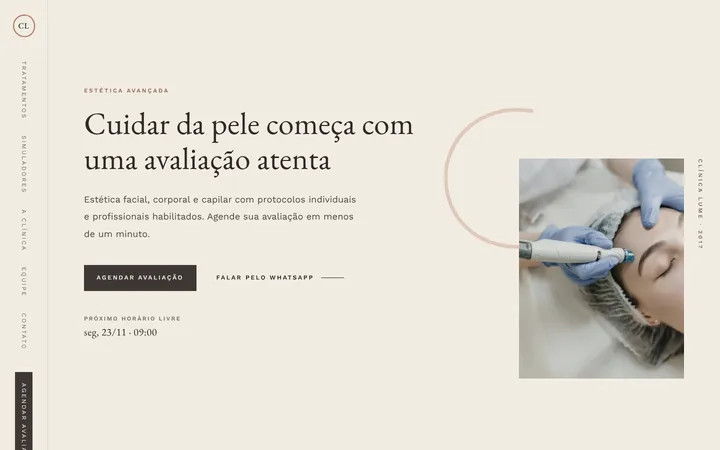 CL
TRATAMENTOS
SIMULADORES
A CLÍNICA
EQUIPE
CONTATO
AGENDAR AVALIA
ESTÉTICA AVANÇADA
Cuidar da pele começa com
uma avaliação atenta
Estética facial, corporal e capilar com protocolos individuais
e profissionais habilitados. Agende sua avaliação em menos
de um minuto.
AGENDAR AVALIAÇÃO
FALAR PELO WHATSAPP
PRÓXIMO HORÁRIO LIVRE
seg, 23/11 · 09:00
CLÍNICA LUME
2017